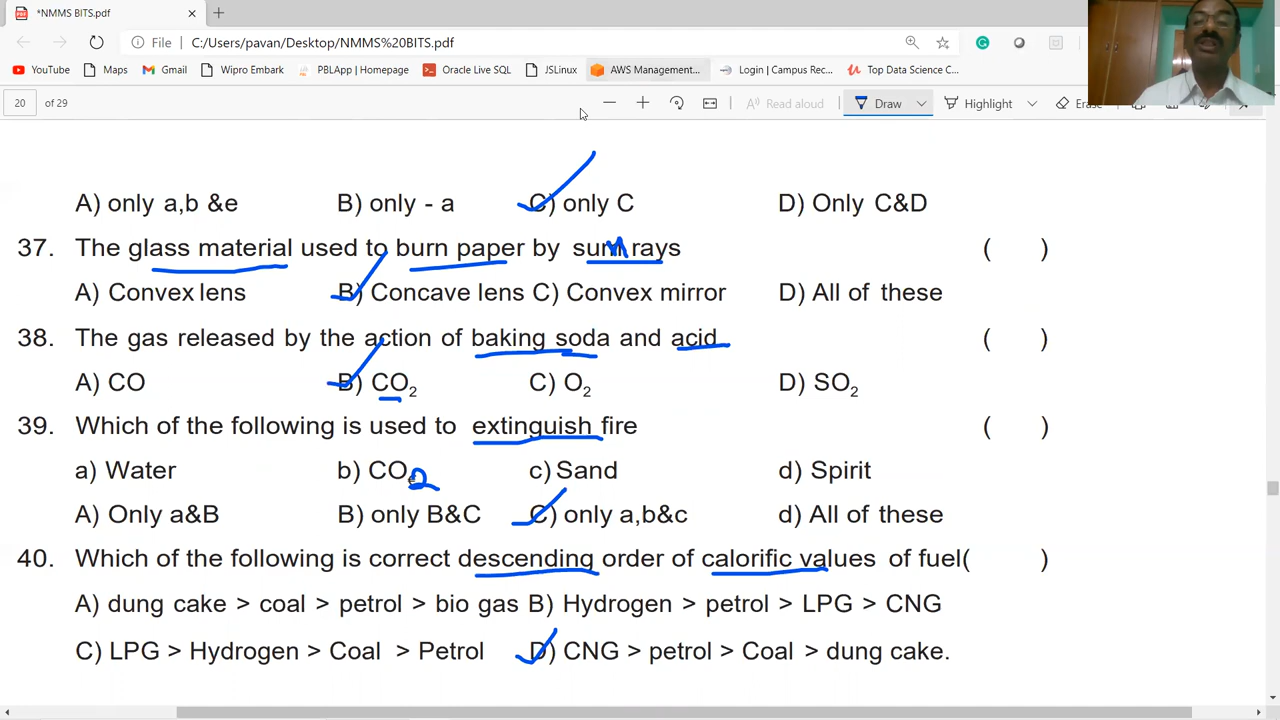 *NMMS BITS.pdf
File C:/Users/pavan/Desktop/NMMS%20BITS.pdf
YouTube Maps Gmail Wipro Embark PBLApp | Homepage Oracle Live SQL JSLinux AWS Management... Login | Campus Rec... Top Data Science C...
20 of 29 Read aloud Draw Highlight Erase
A) only a,b &e B) only - a C) only C D) Only C&D
37. The glass material used to burn paper by sum rays ( )
A) Convex lens B) Concave lens C) Convex mirror D) All of these
38. The gas released by the action of baking soda and acid ( )
A) CO B) CO2 C) O2 D) SO2
39. Which of the following is used to extinguish fire ( )
a) Water b) CO2 c) Sand d) Spirit
A) Only a&B B) only B&C C) only a,b&c d) All of these
40. Which of the following is correct descending order of calorific values of fuel( )
A) dung cake > coal > petrol > bio gas B) Hydrogen > petrol > LPG > CNG
C) LPG > Hydrogen > Coal > Petrol D) CNG > petrol > Coal > dung cake.